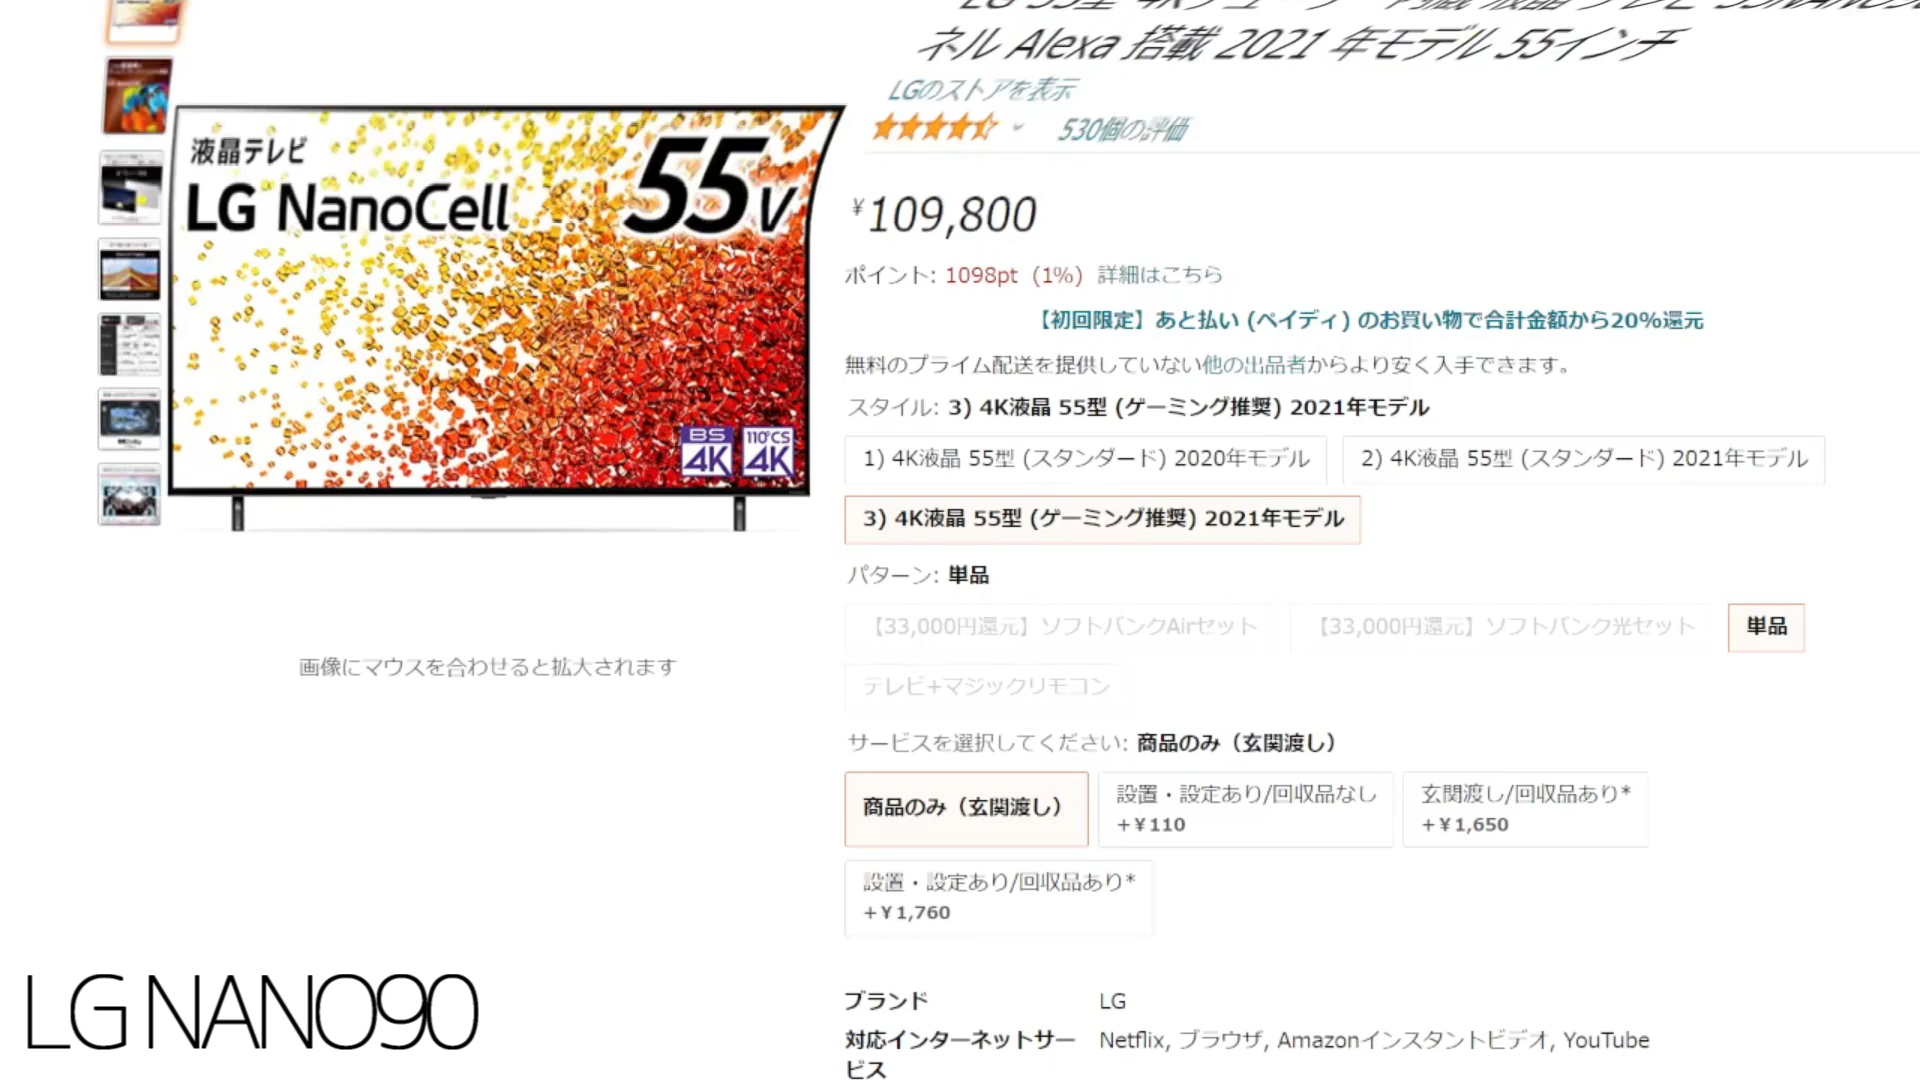 ネル Alexa 搭載 2021 年モデル 55インチ
LGのストアを表示
530個の評価
液晶テレビ
LG NanoCell
55V
BS
4K
110°CS
4K
¥109,800
ポイント: 1098pt (1%) 詳細はこちら
【初回限定】あと払い (ペイディ) のお買い物で合計金額から20%還元
無料のプライム配送を提供していない他の出品者からより安く入手できます。
スタイル: 3) 4K液晶 55型 (ゲーミング推奨) 2021年モデル
1) 4K液晶 55型 (スタンダード) 2020年モデル
2) 4K液晶 55型 (スタンダード) 2021年モデル
3) 4K液晶 55型 (ゲーミング推奨) 2021年モデル
パターン: 単品
【33,000円還元】ソフトバンクAirセット
【33,000円還元】ソフトバンク光セット
単品
テレビ+マジックリモコン
画像にマウスを合わせると拡大されます
サービスを選択してください: 商品のみ（玄関渡し）
商品のみ（玄関渡し）
設置・設定あり/回収品なし
+¥110
玄関渡し/回収品あり*
+¥1,650
設置・設定あり/回収品あり*
+¥1,760
LG NANO90
ブランド LG
対応インターネットサー Netflix, ブラウザ, Amazonインスタントビデオ, YouTube
ビス